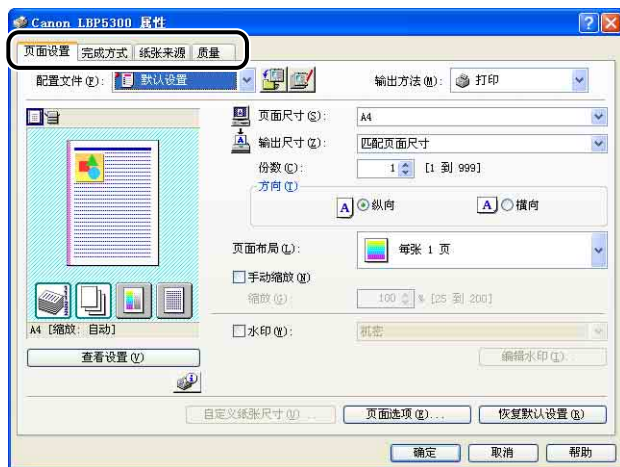 Canon LBP5300 属性
页面设置 完成方式 纸张来源 质量
配置文件(F): 默认设置 输出方法(M): 打印
页面尺寸(S): A4
输出尺寸(Z): 匹配页面尺寸
份数(C): 1 [1 到 999]
方向(T)
A 纵向 A 横向
页面布局(L): 每张 1 页
手动缩放(N)
缩放(G): 100 % [25 到 200]
A4 [缩放: 自动]
水印(W): 机密
查看设置(V) 编辑水印(I)...
自定义纸张尺寸(U)... 页面选项(E)... 恢复默认设置(R)
确定 取消 帮助